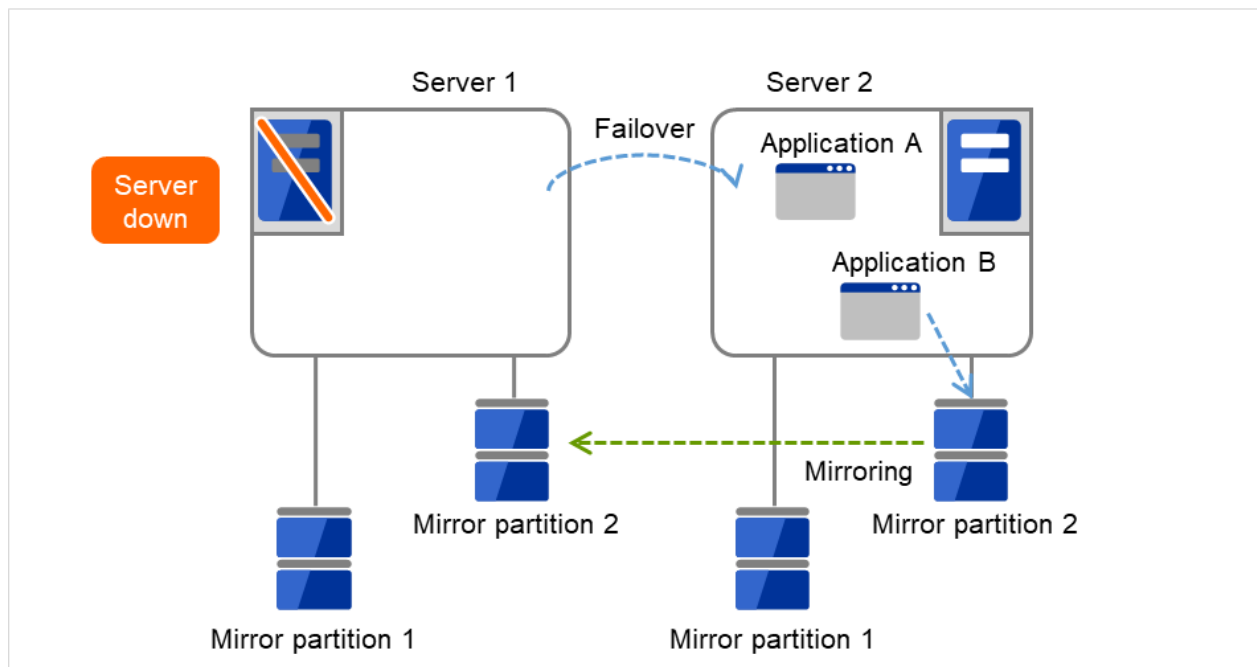 Server 1
Server 2
Failover
Application A
Server
down
Application B
Mirroring
Mirror partition 2
Mirror partition 2
Mirror partition 1
Mirror partition 1